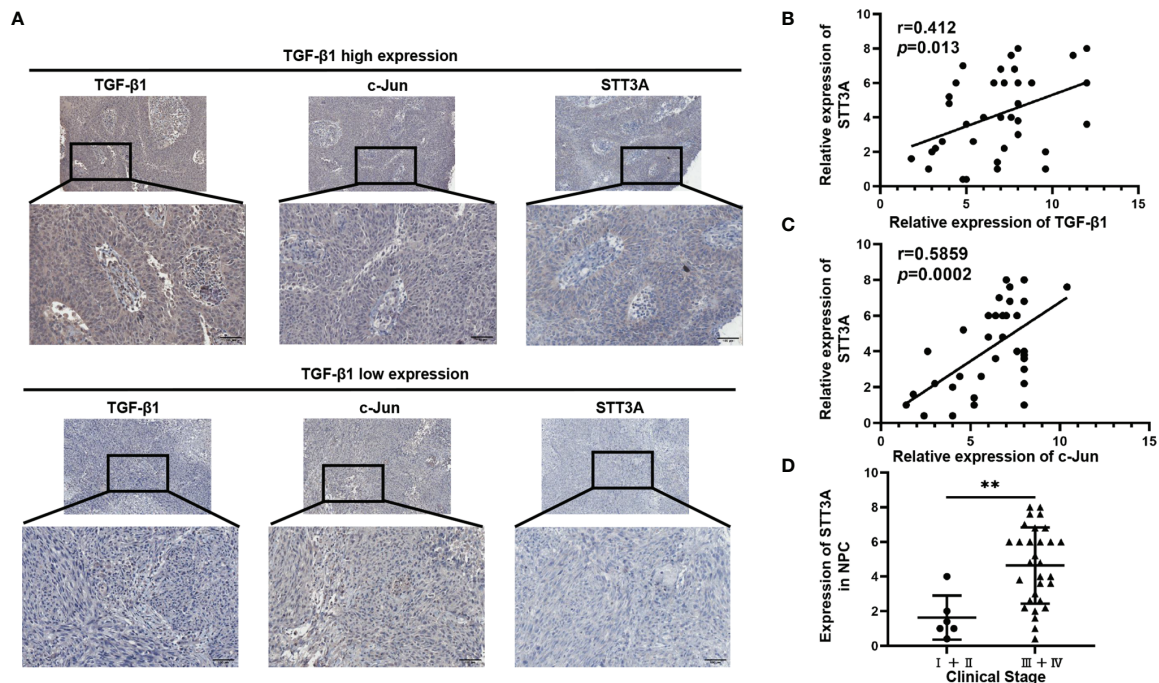 A
TGF-β1 high expression
TGF-β1
c-Jun
STT3A
TGF-β1 low expression
TGF-β1
c-Jun
STT3A
B
r=0.412
p=0.013
Relative expression of
STT3A
10
8
6
4
2
0
0
5
10
15
Relative expression of TGF-β1
C
r=0.5859
p=0.0002
Relative expression of
STT3A
10
8
6
4
2
0
0
5
10
15
Relative expression of c-Jun
D
**
Expression of STT3A
in NPC
10
8
6
4
2
0
Ⅰ + Ⅱ
Ⅲ + Ⅳ
Clinical Stage